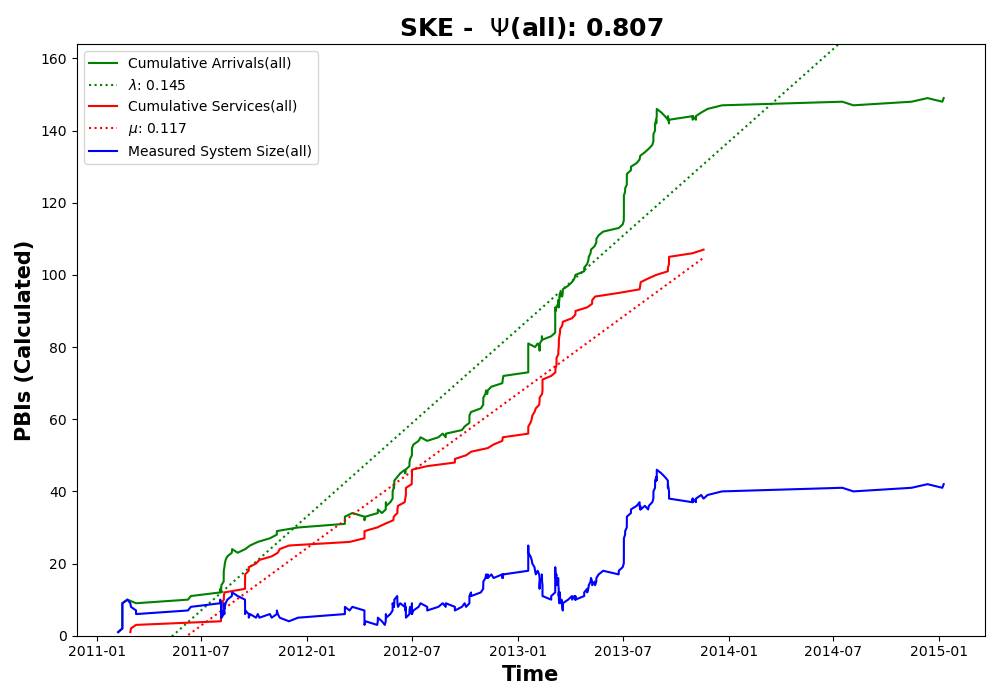 SKE - Ψ(all): 0.807
Cumulative Arrivals(all)
λ: 0.145
Cumulative Services(all)
μ: 0.117
Measured System Size(all)
PBIs (Calculated)
160
140
120
100
80
60
40
20
0
2011-01 2011-07 2012-01 2012-07 2013-01 2013-07 2014-01 2014-07 2015-01
Time